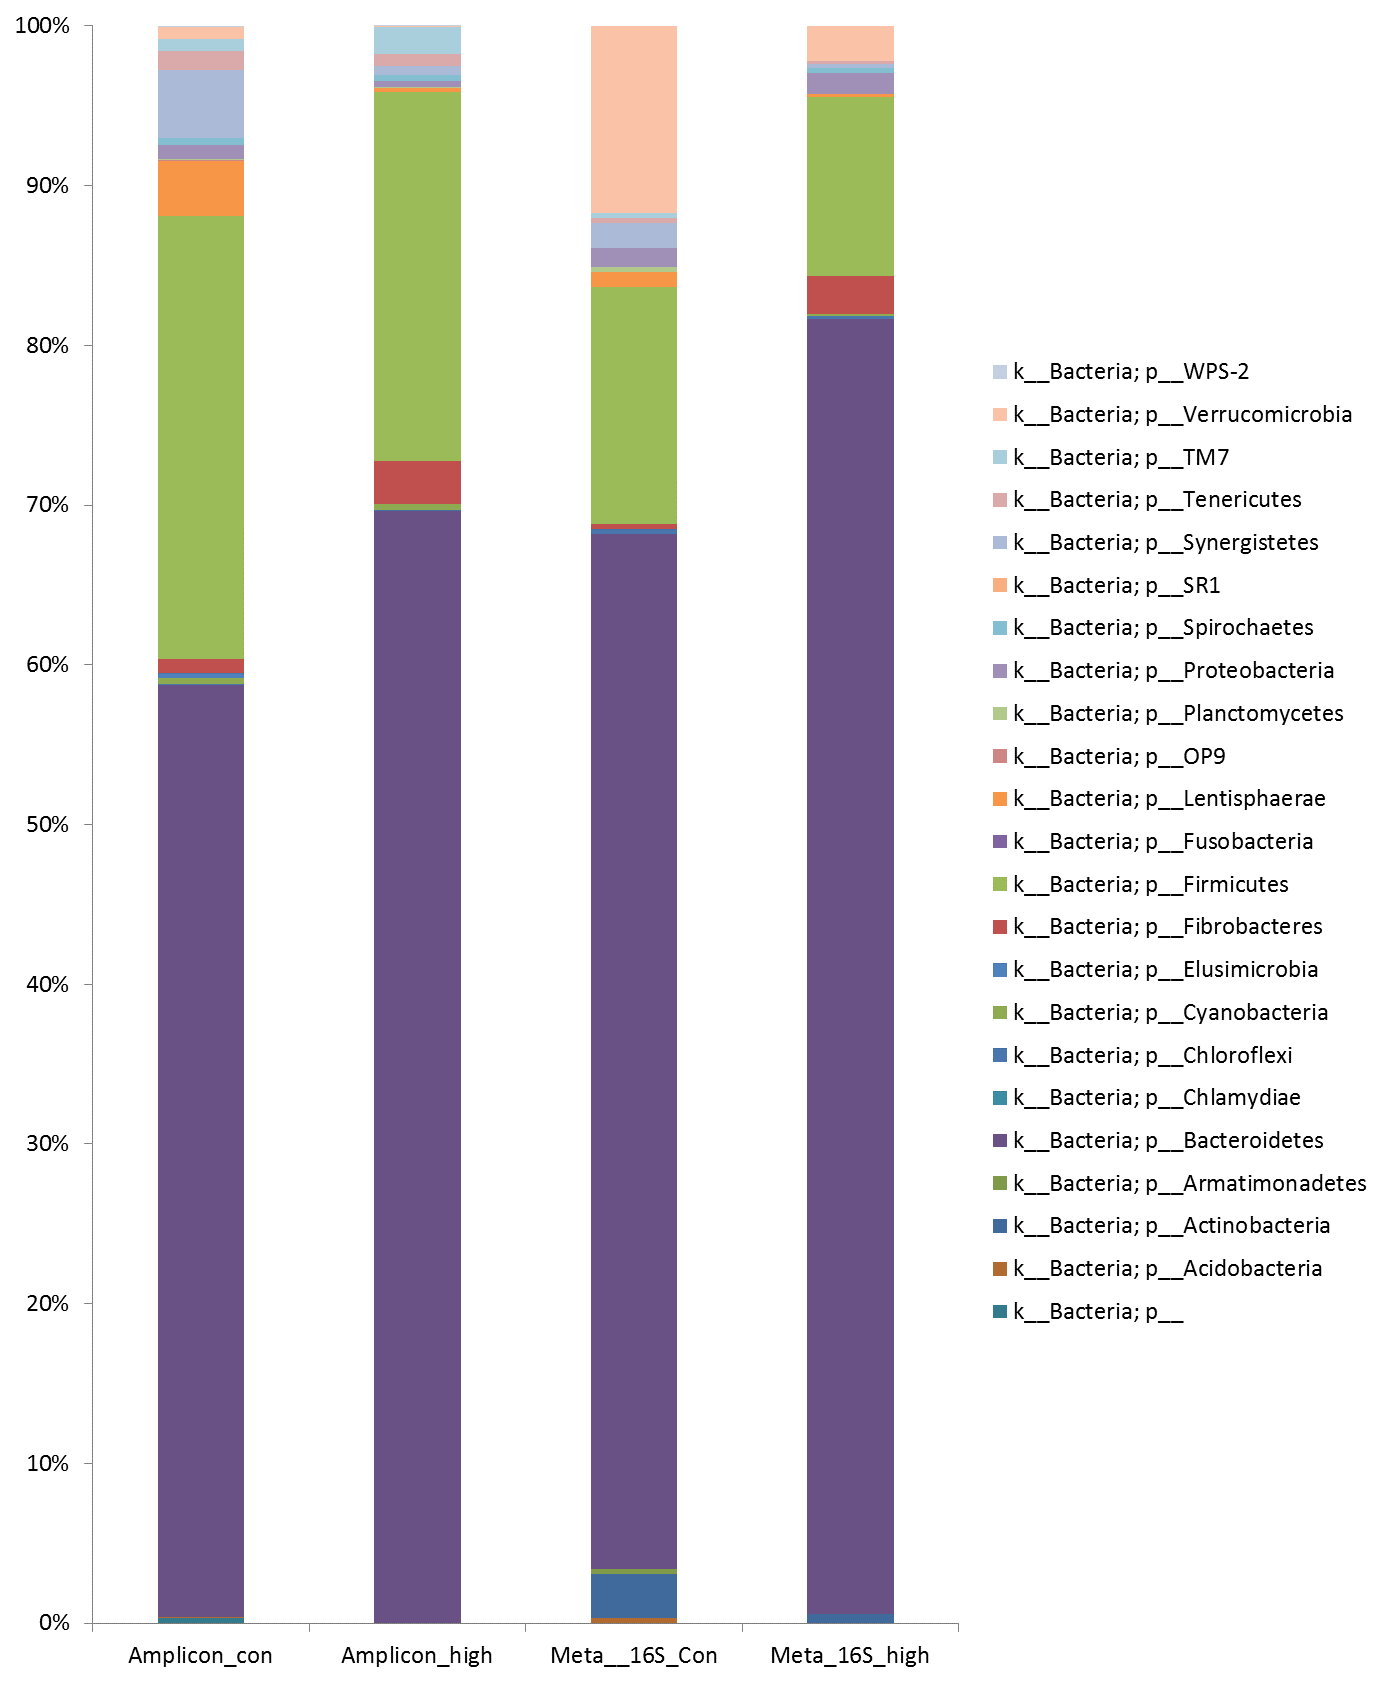 100%
90%
80%
70%
60%
50%
40%
30%
20%
10%
0%
Amplicon_con
Amplicon_high
Meta__16S_Con
Meta_16S_high
k__Bacteria; p__WPS-2
k__Bacteria; p__Verrucomicrobia
k__Bacteria; p__TM7
k__Bacteria; p__Tenericutes
k__Bacteria; p__Synergistetes
k__Bacteria; p__SR1
k__Bacteria; p__Spirochaetes
k__Bacteria; p__Proteobacteria
k__Bacteria; p__Planctomycetes
k__Bacteria; p__OP9
k__Bacteria; p__Lentisphaerae
k__Bacteria; p__Fusobacteria
k__Bacteria; p__Firmicutes
k__Bacteria; p__Fibrobacteres
k__Bacteria; p__Elusimicrobia
k__Bacteria; p__Cyanobacteria
k__Bacteria; p__Chloroflexi
k__Bacteria; p__Chlamydiae
k__Bacteria; p__Bacteroidetes
k__Bacteria; p__Armatimonadetes
k__Bacteria; p__Actinobacteria
k__Bacteria; p__Acidobacteria
k__Bacteria; p__